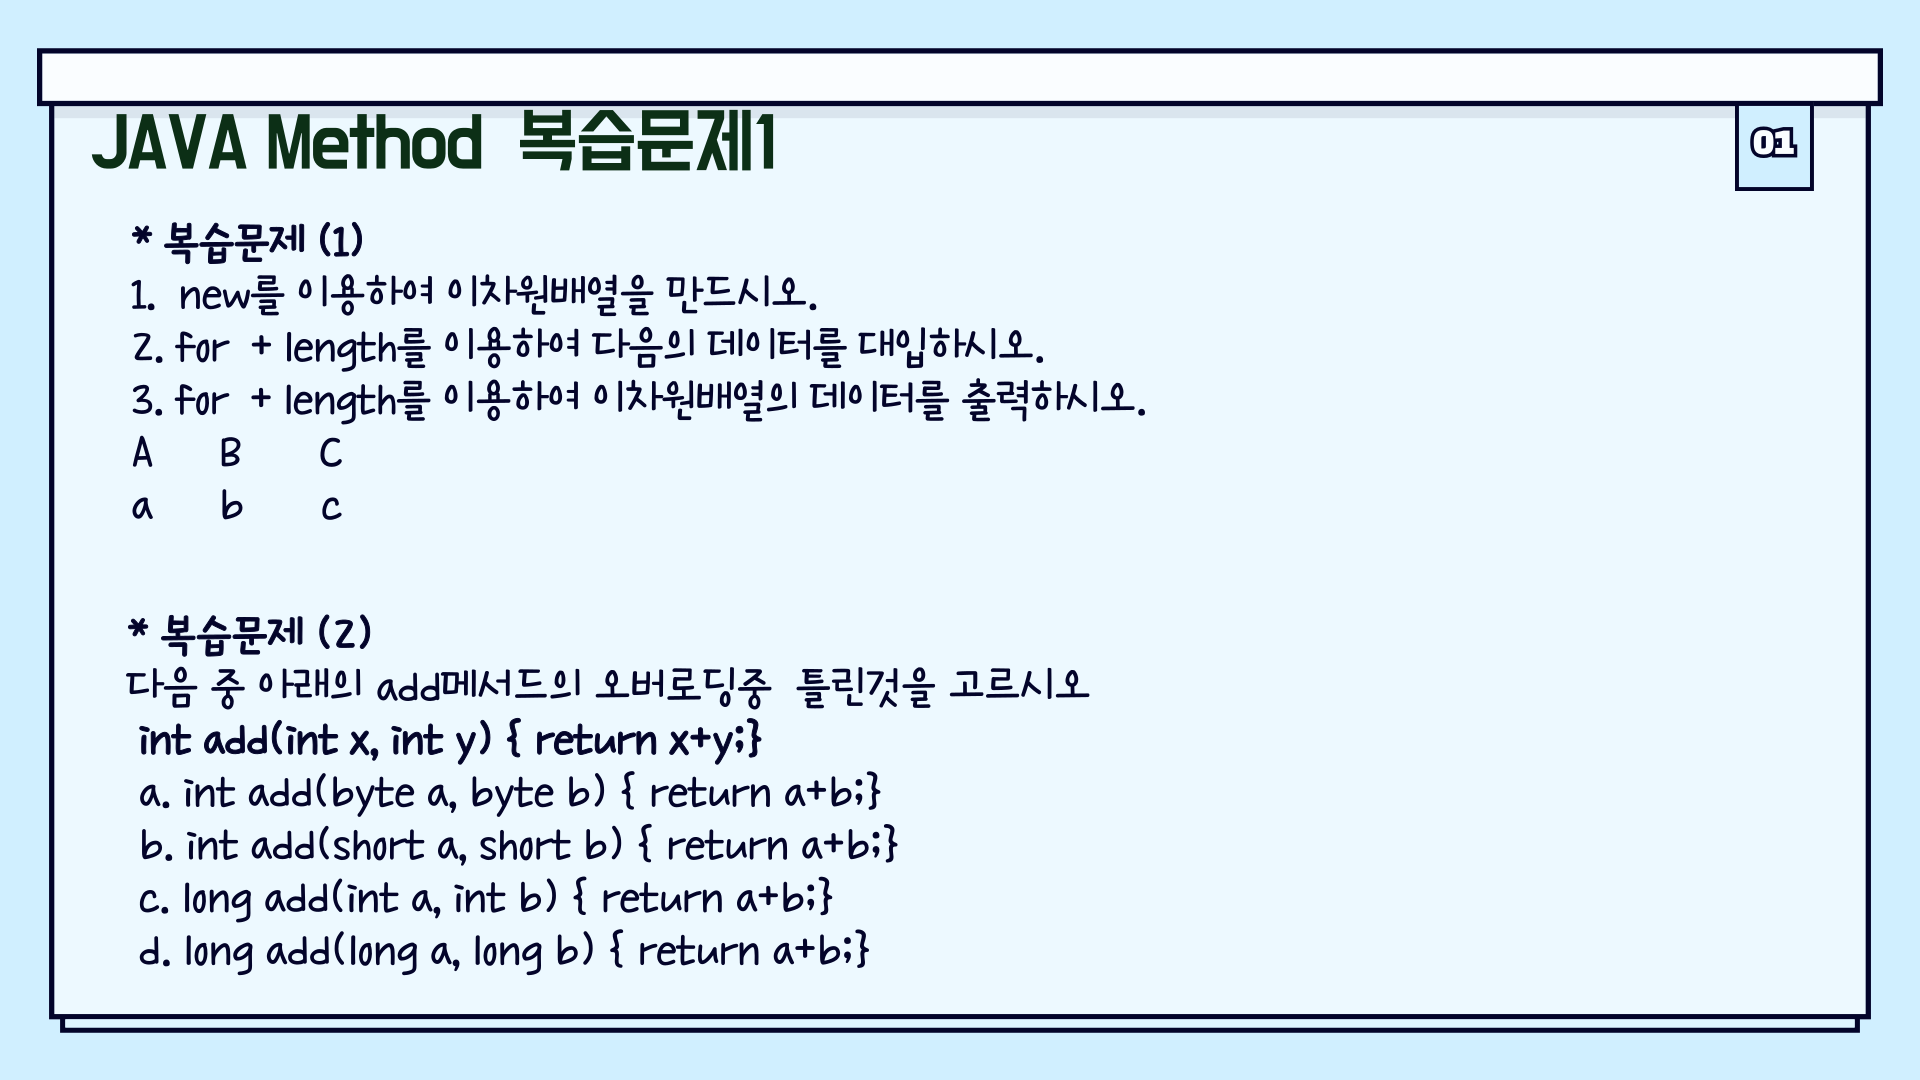 JAVA Method 복습문제1
01
* 복습문제 (1)
1. new를 이용하여 이차원배열을 만드시오.
2. for + length를 이용하여 다음의 데이터를 대입하시오.
3. for + length를 이용하여 이차원배열의 데이터를 출력하시오.
A B C
a b c
* 복습문제 (2)
다음 중 아래의 add메서드의 오버로딩중 틀린것을 고르시오
int add(int x, int y) { return x+y;}
a. int add(byte a, byte b) { return a+b;}
b. int add(short a, short b) { return a+b;}
c. long add(int a, int b) { return a+b;}
d. long add(long a, long b) { return a+b;}